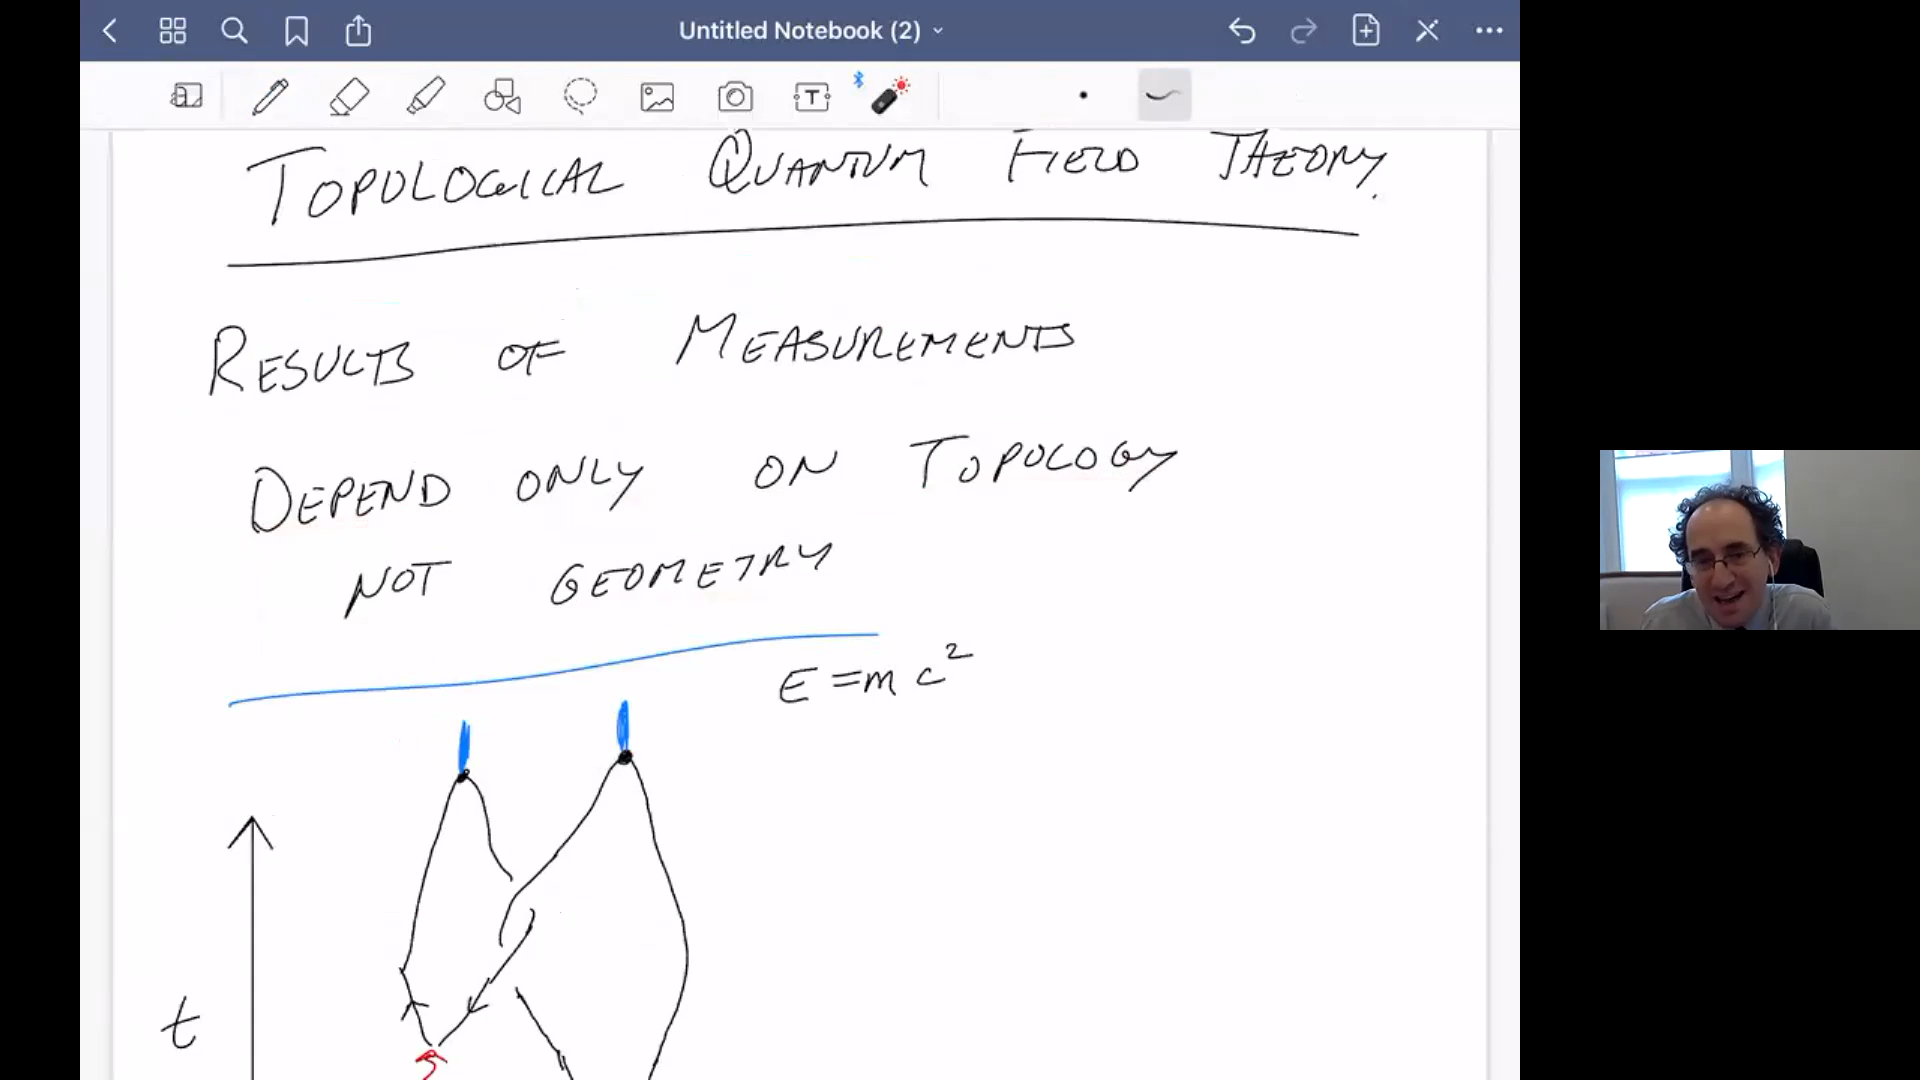 Untitled Notebook (2)
T
TOPOLOGICAL QUANTUM FIELD THEORY.
RESULTS OF MEASUREMENTS
DEPEND ONLY ON TOPOLOGY
NOT GEOMETRY
E = mc²
t